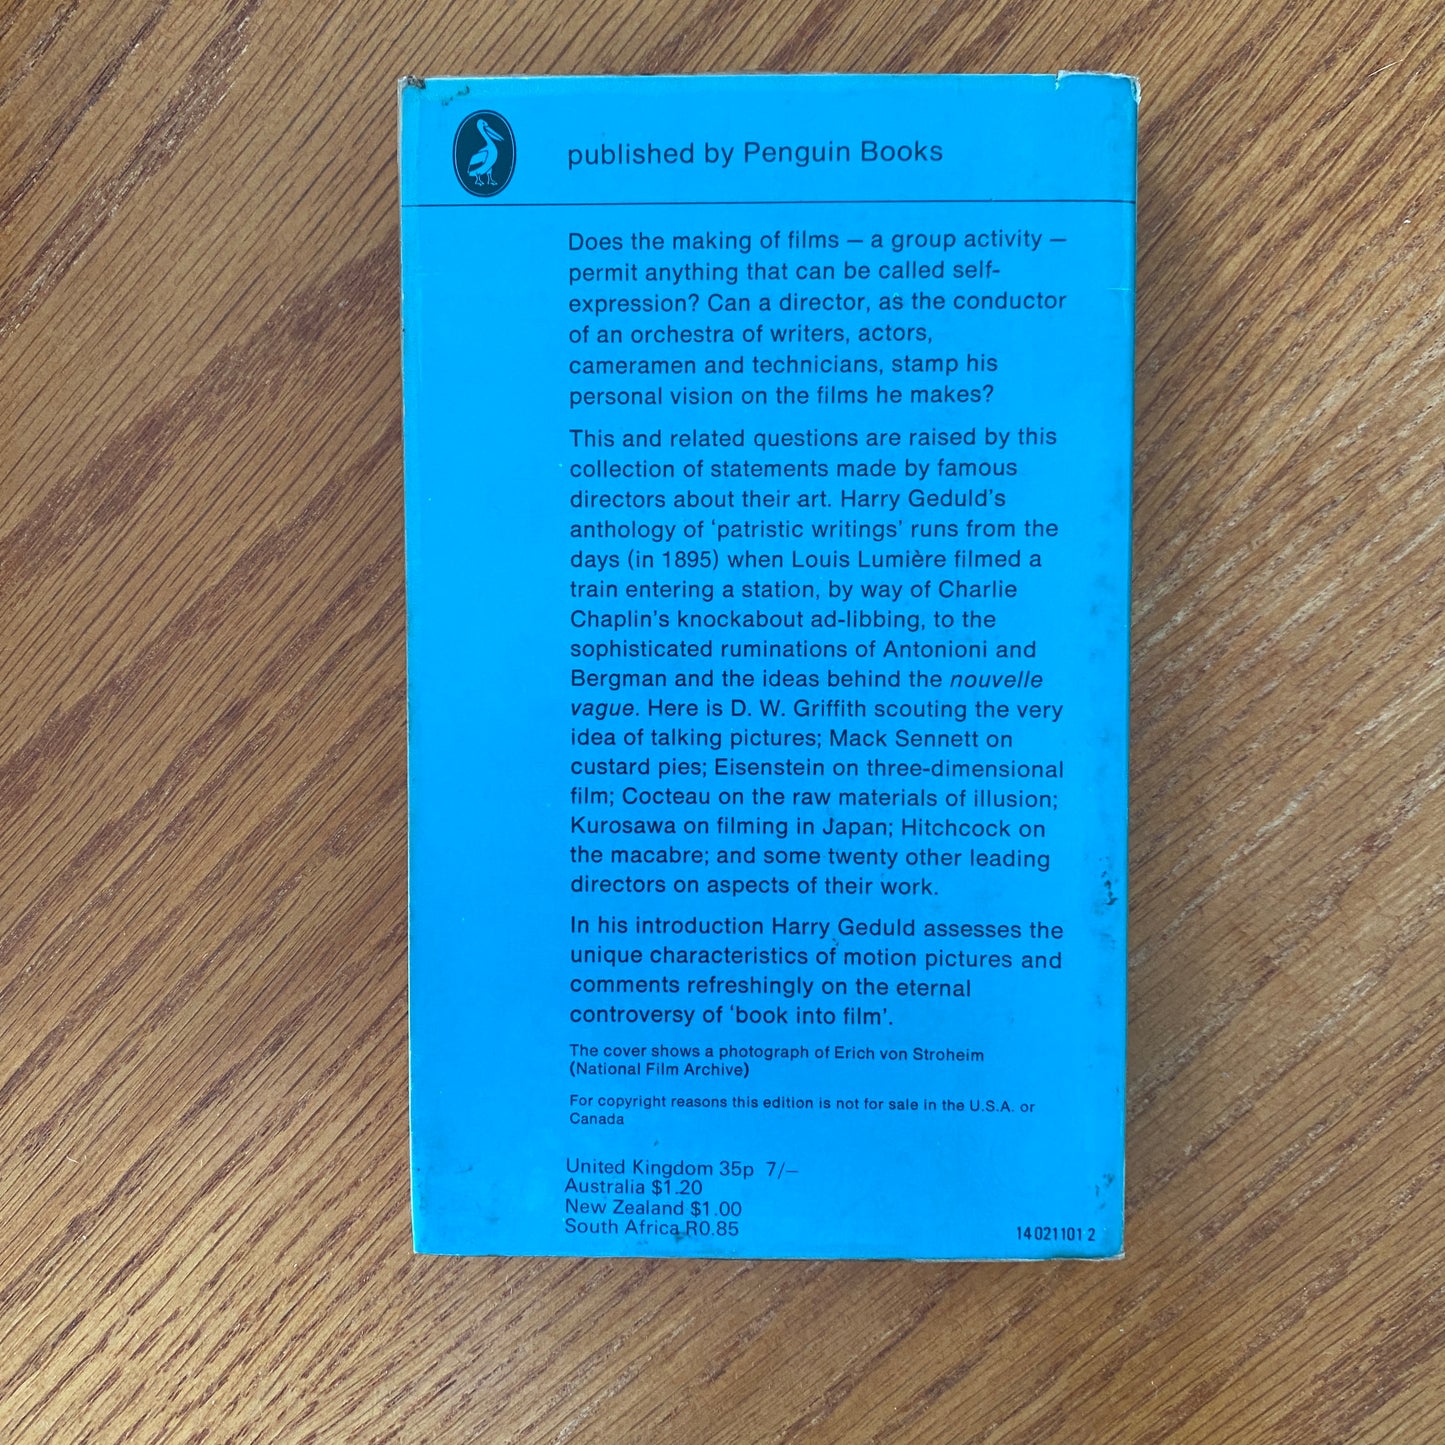 published by Penguin Books
Does the making of films – a group activity –
permit anything that can be called self-
expression? Can a director, as the conductor
of an orchestra of writers, actors,
cameramen and technicians, stamp his
personal vision on the films he makes?
This and related questions are raised by this
collection of statements made by famous
directors about their art. Harry Geduld's
anthology of 'patristic writings' runs from the
days (in 1895) when Louis Lumière filmed a
train entering a station, by way of Charlie
Chaplin's knockabout ad-libbing, to the
sophisticated ruminations of Antonioni and
Bergman and the ideas behind the nouvelle
vague. Here is D. W. Griffith scouting the very
idea of talking pictures; Mack Sennett on
custard pies; Eisenstein on three-dimensional
film; Cocteau on the raw materials of illusion;
Kurosawa on filming in Japan; Hitchcock on
the macabre; and some twenty other leading
directors on aspects of their work.
In his introduction Harry Geduld assesses the
unique characteristics of motion pictures and
comments refreshingly on the eternal
controversy of 'book into film'.
The cover shows a photograph of Erich von Stroheim
(National Film Archive)
For copyright reasons this edition is not for sale in the U.S.A. or
Canada
United Kingdom 35p 7/–
Australia $1.20
New Zealand $1.00
South Africa R0.85
14 021101 2